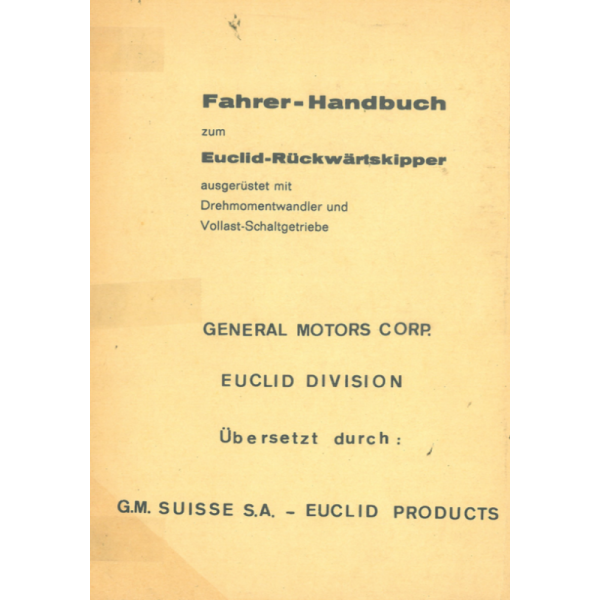 Fahrer-Handbuch
zum
Euclid-Rückwärtskipper
ausgerüstet mit
Drehmomentwandler und
Vollast-Schaltgetriebe
GENERAL MOTORS CORP.
EUCLID DIVISION
Übersetzt durch:
G.M. SUISSE S.A. - EUCLID PRODUCTS